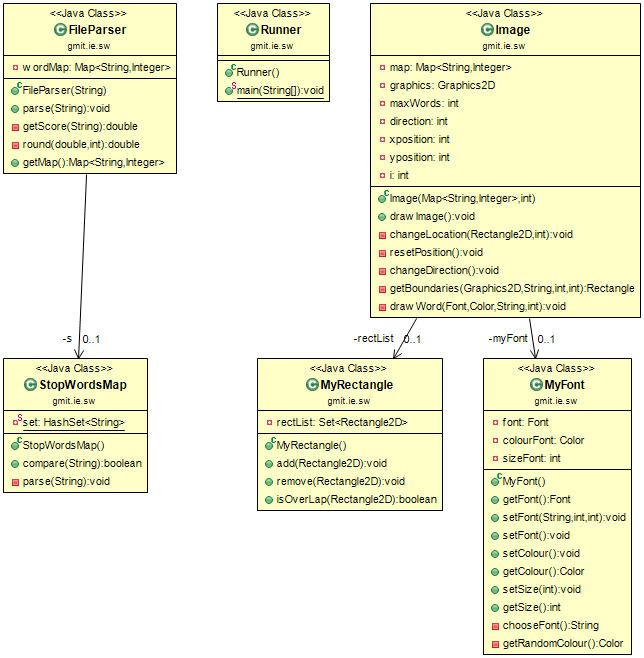 <<Java Class>>
FileParser
gmit.ie.sw
wordMap: Map<String,Integer>
FileParser(String)
parse(String):void
getScore(String):double
round(double,int):double
getMap():Map<String,Integer>
<<Java Class>>
Runner
gmit.ie.sw
Runner()
main(String[]):void
<<Java Class>>
Image
gmit.ie.sw
map: Map<String,Integer>
graphics: Graphics2D
maxWords: int
direction: int
xposition: int
yposition: int
i: int
Image(Map<String,Integer>,int)
drawImage():void
changeLocation(Rectangle2D,int):void
resetPosition():void
changeDirection():void
getBoundaries(Graphics2D,String,int,int):Rectangle
drawWord(Font,Color,String,int):void
-s 0..1
-rectList 0..1
-myFont 0..1
<<Java Class>>
StopWordsMap
gmit.ie.sw
set: HashSet<String>
StopWordsMap()
compare(String):boolean
parse(String):void
<<Java Class>>
MyRectangle
gmit.ie.sw
rectList: Set<Rectangle2D>
MyRectangle()
add(Rectangle2D):void
remove(Rectangle2D):void
isOverLap(Rectangle2D):boolean
<<Java Class>>
MyFont
gmit.ie.sw
font: Font
colourFont: Color
sizeFont: int
MyFont()
getFont():Font
setFont(String,int,int):void
setFont():void
setColour():void
getColour():Color
setSize(int):void
getSize():int
chooseFont():String
getRandomColour():Color